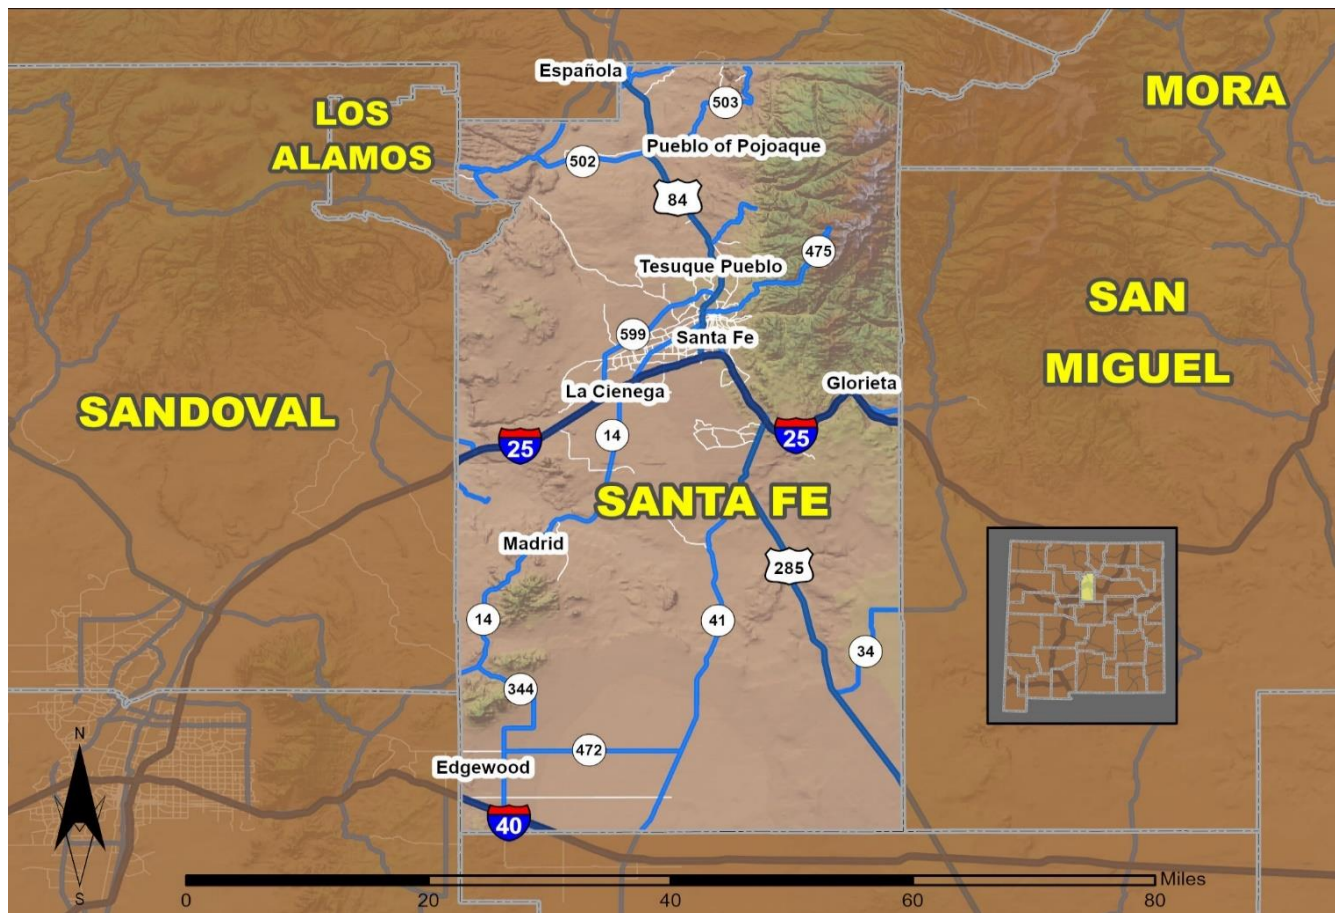 Española
MORA
503
LOS
ALAMOS
Pueblo of Pojoaque
502
84
475
Tesuque Pueblo
SAN
MIGUEL
599
Santa Fe
Glorieta
La Cienega
SANDOVAL
14
25
25
SANTA FE
Madrid
285
14
41
34
344
N
472
Edgewood
40
S
Miles
0 20 40 60 80